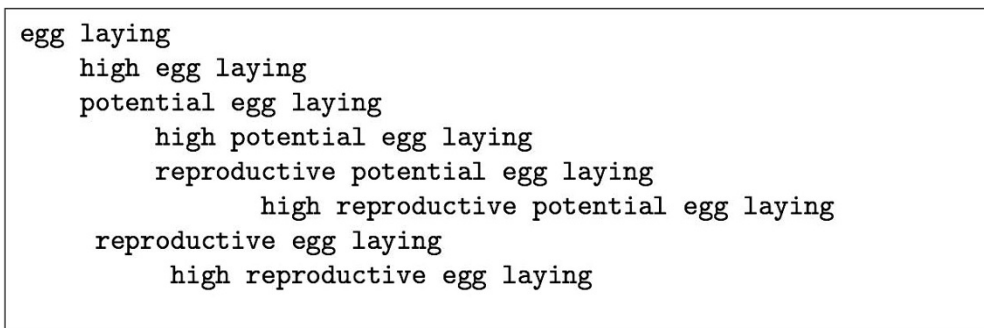 egg laying
high egg laying
potential egg laying
high potential egg laying
reproductive potential egg laying
high reproductive potential egg laying
reproductive egg laying
high reproductive egg laying